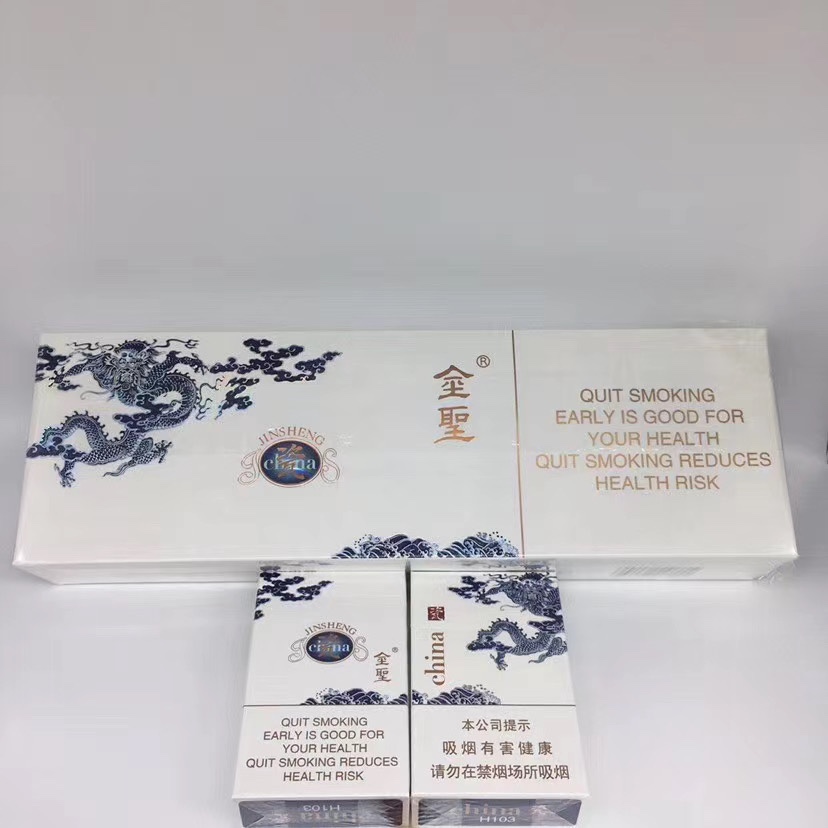 金聖®
JINSHENG
china
QUIT SMOKING
EARLY IS GOOD FOR
YOUR HEALTH
QUIT SMOKING REDUCES
HEALTH RISK
JINSHENG
china
金聖®
QUIT SMOKING
EARLY IS GOOD FOR
YOUR HEALTH
QUIT SMOKING REDUCES
HEALTH RISK
H103
瓷
china
本公司提示
吸烟有害健康
请勿在禁烟场所吸烟
china
H103